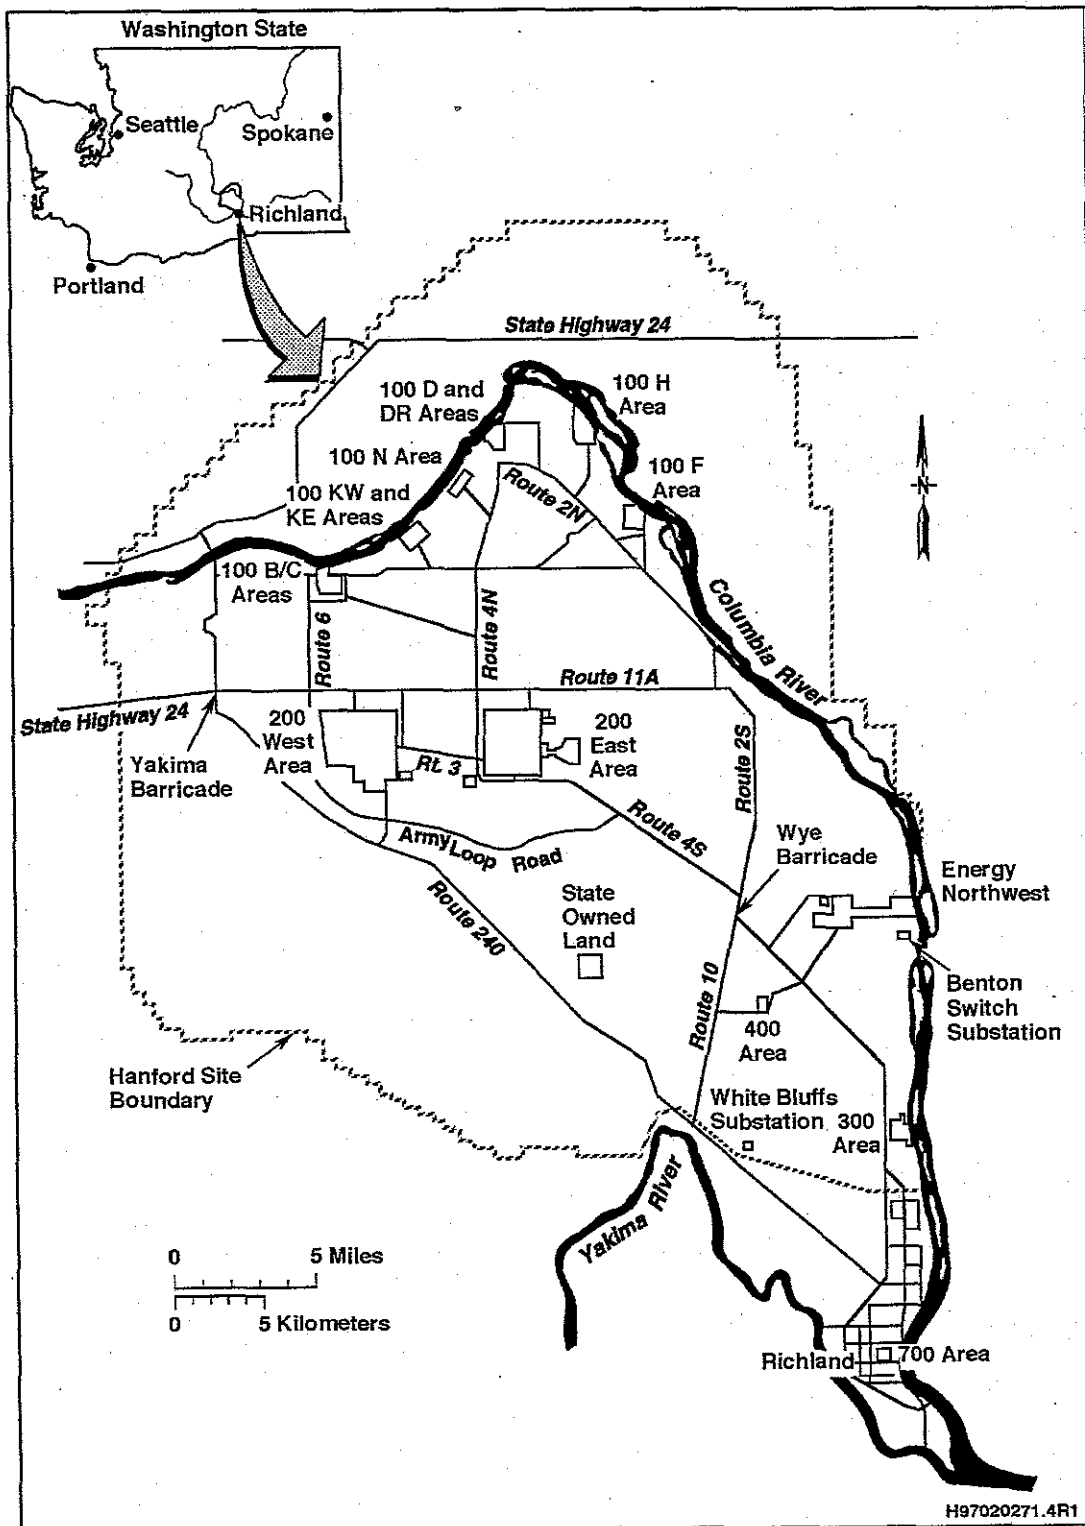 Washington State
Seattle
Spokane
Richland
Portland
State Highway 24
100 D and
DR Areas
100 H
Area
100 N Area
100 F
Area
Route 2N
100 KW and
KE Areas
N
100 B/C
Areas
Columbia River
Route 6
Route 4N
Route 11A
State Highway 24
200
West
Area
200
East
Area
Route 2S
Yakima
Barricade
Rt. 3
Army Loop Road
Route 4S
Wye
Barricade
Energy
Northwest
State
Owned
Land
Route 240
Route 10
Benton
Switch
Substation
400
Area
Hanford Site
Boundary
White Bluffs
Substation
300
Area
Yakima River
0 5 Miles
0 5 Kilometers
Richland
700 Area
H97020271.4R1